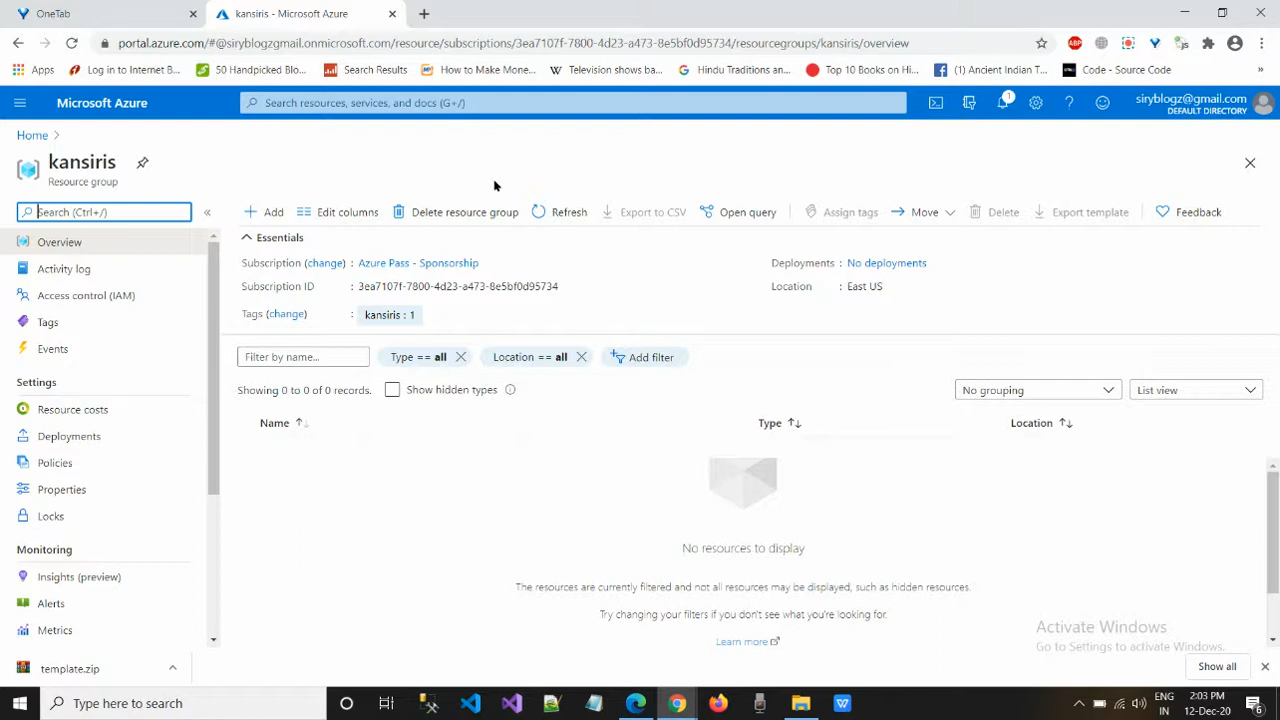 OneTab
kansiris - Microsoft Azure
portal.azure.com/#@siryblogzgmail.onmicrosoft.com/resource/subscriptions/3ea7107f-7800-4d23-a473-8e5bf0d95734/resourcegroups/kansiris/overview
Apps
Log in to Internet B...
50 Handpicked Blo...
Search Results
How to Make Mone...
Television shows ba...
Hindu Traditions an...
Top 10 Books on Hi...
(1) Ancient Indian T...
Code - Source Code
»
Microsoft Azure
Search resources, services, and docs (G+/)
1
siryblogz@gmail.com
DEFAULT DIRECTORY
Home
kansiris
Resource group
Search (Ctrl+/)
«
Add
Edit columns
Delete resource group
Refresh
Export to CSV
Open query
Assign tags
Move
Delete
Export template
Feedback
Overview
Activity log
Access control (IAM)
Tags
Events
Settings
Resource costs
Deployments
Policies
Properties
Locks
Monitoring
Insights (preview)
Alerts
Metrics
Essentials
Subscription (change) : Azure Pass - Sponsorship
Deployments : No deployments
Subscription ID : 3ea7107f-7800-4d23-a473-8e5bf0d95734
Location : East US
Tags (change) : kansiris : 1
Filter by name...
Type == all
Location == all
Add filter
Showing 0 to 0 of 0 records.
Show hidden types
No grouping
List view
Name
Type
Location
No resources to display
The resources are currently filtered and not all resources may be displayed, such as hidden resources.
Try changing your filters if you don't see what you're looking for.
Learn more
Activate Windows
Go to Settings to activate Windows.
template.zip
Show all
Type here to search
ENG
IN
2:03 PM
12-Dec-20
6